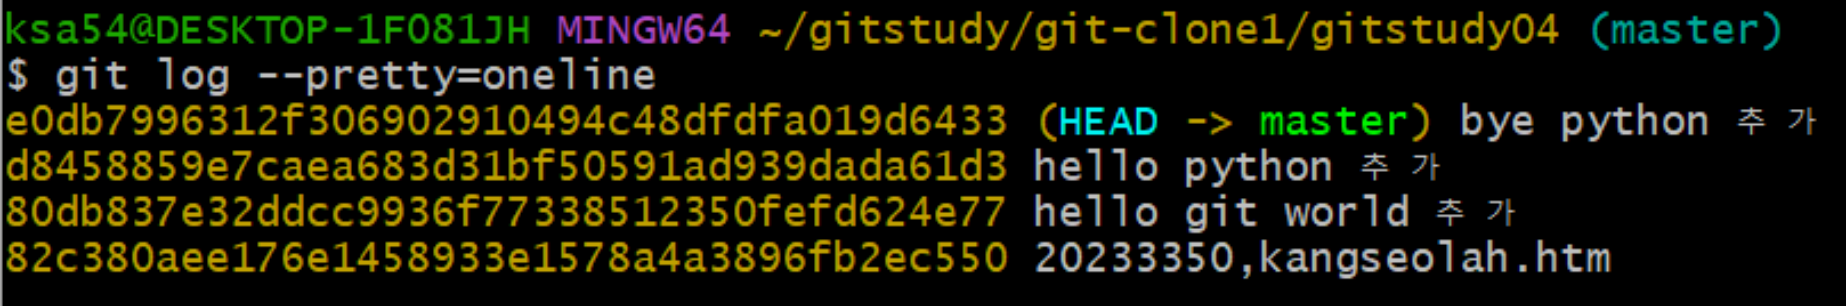 ksa54@DESKTOP-1F081JH MINGW64 ~/gitstudy/git-clone1/gitstudy04 (master)
$ git log --pretty=oneline
e0db7996312f306902910494c48dfdfa019d6433 (HEAD -> master) bye python 추가
d8458859e7caea683d31bf50591ad939dada61d3 hello python 추가
80db837e32ddcc9936f77338512350fefd624e77 hello git world 추가
82c380aee176e1458933e1578a4a3896fb2ec550 20233350,kangseolah.htm